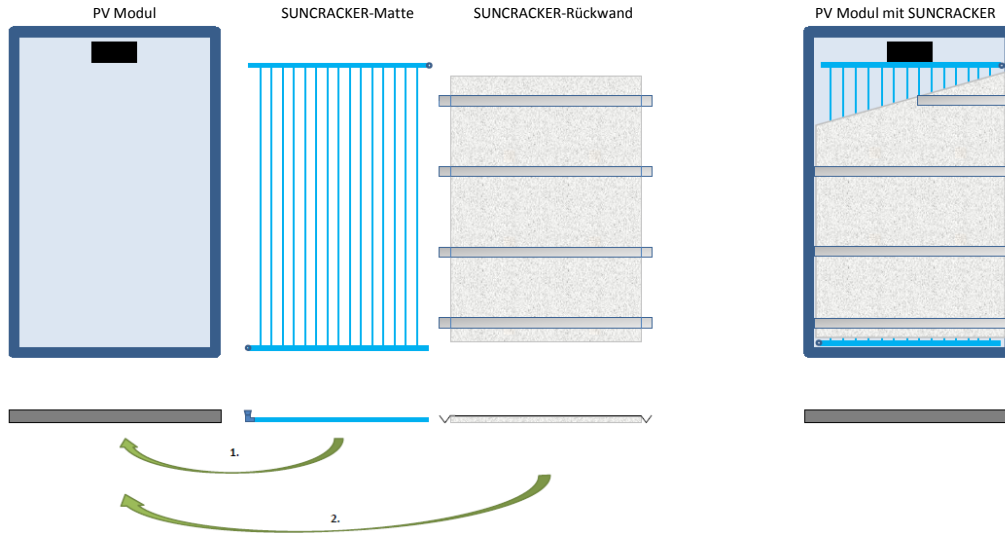 PV Modul
SUNCRACKER-Matte
SUNCRACKER-Rückwand
PV Modul mit SUNCRACKER
1.
2.